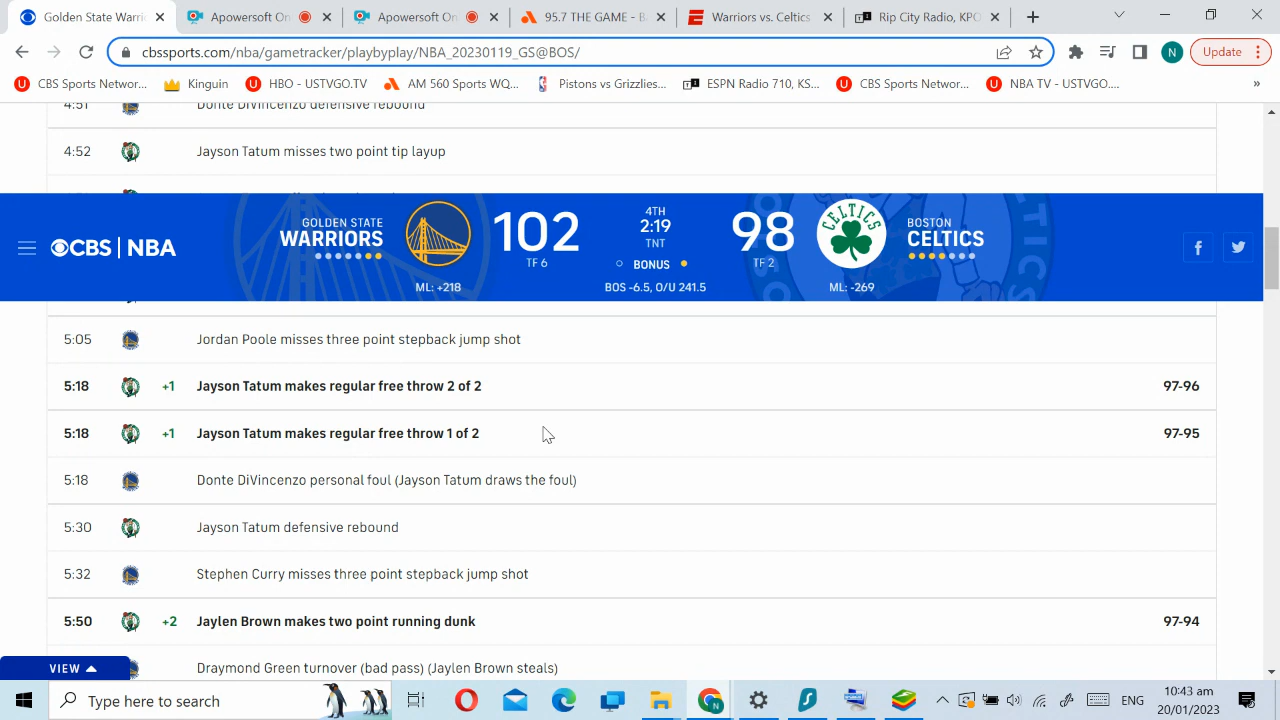 Golden State Warri
Apowersoft On
Apowersoft On
95.7 THE GAME - B
Warriors vs. Celtics
Rip City Radio, KPO
cbssports.com/nba/gametracker/playbyplay/NBA_20230119_GS@BOS/
N
Update
CBS Sports Networ...
Kinguin
HBO - USTVGO.TV
AM 560 Sports WQ...
Pistons vs Grizzlies...
ESPN Radio 710, KS...
CBS Sports Networ...
NBA TV - USTVGO....
»
4:51 Donte DiVincenzo defensive rebound
4:52 Jayson Tatum misses two point tip layup
CBS | NBA
GOLDEN STATE
WARRIORS
102
TF 6
ML: +218
4TH
2:19
TNT
BONUS
BOS -6.5, O/U 241.5
98
TF 2
CELTICS
BOSTON
CELTICS
ML: -269
5:05 Jordan Poole misses three point stepback jump shot
5:18 +1 Jayson Tatum makes regular free throw 2 of 2 97-96
5:18 +1 Jayson Tatum makes regular free throw 1 of 2 97-95
5:18 Donte DiVincenzo personal foul (Jayson Tatum draws the foul)
5:30 Jayson Tatum defensive rebound
5:32 Stephen Curry misses three point stepback jump shot
5:50 +2 Jaylen Brown makes two point running dunk 97-94
Draymond Green turnover (bad pass) (Jaylen Brown steals)
VIEW
Type here to search
ENG
10:43 am
20/01/2023